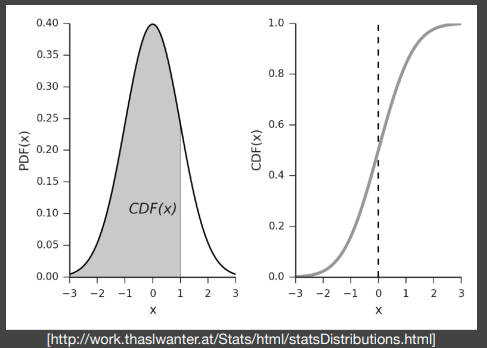 PDF(x)
0.40
0.35
0.30
0.25
0.20
0.15
0.10
0.05
0.00
CDF(x)
−3 −2 −1 0 1 2 3
x
CDF(x)
1.0
0.8
0.6
0.4
0.2
0.0
−3 −2 −1 0 1 2 3
x
[http://work.thaslwanter.at/Stats/html/statsDistributions.html]